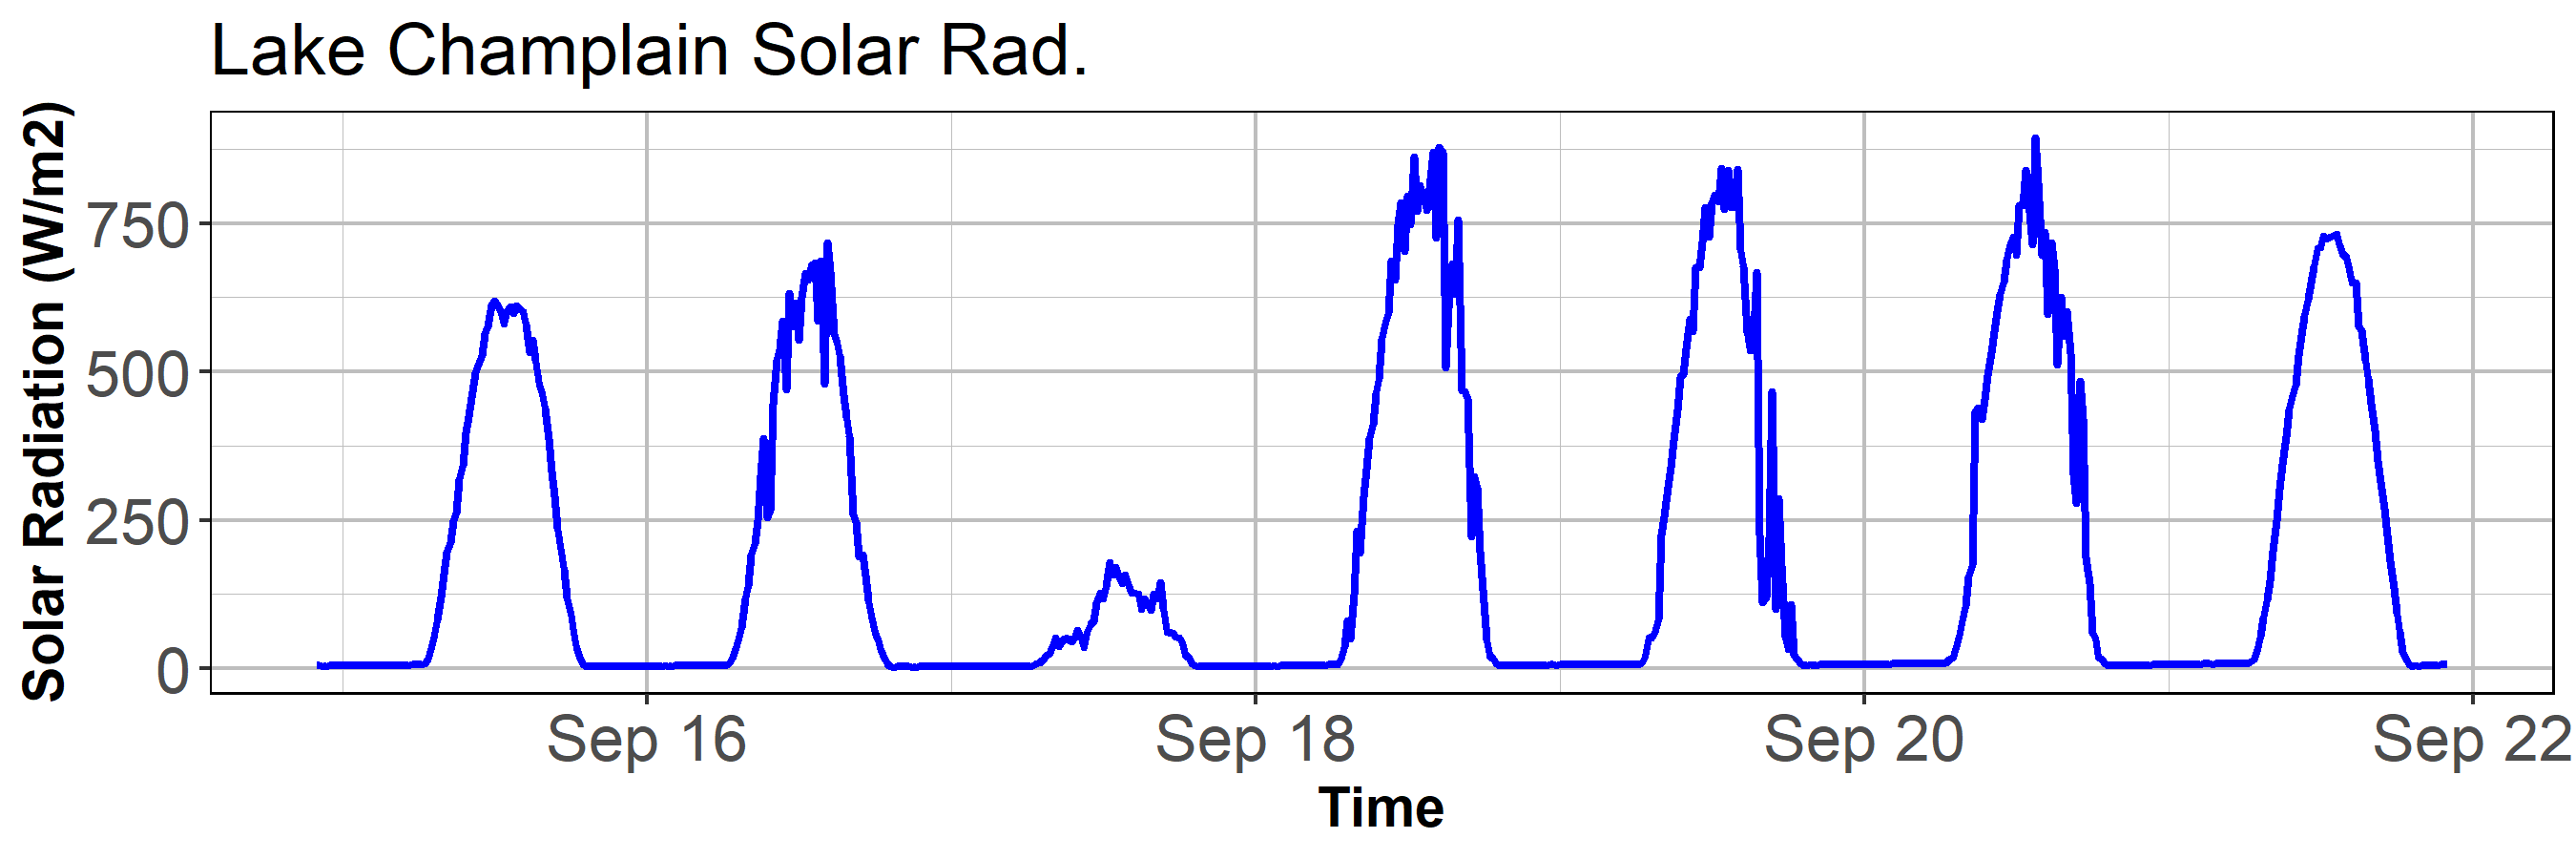 Lake Champlain Solar Rad.
Solar Radiation (W/m2)
750
500
250
0
Sep 16 Sep 18 Sep 20 Sep 22
Time